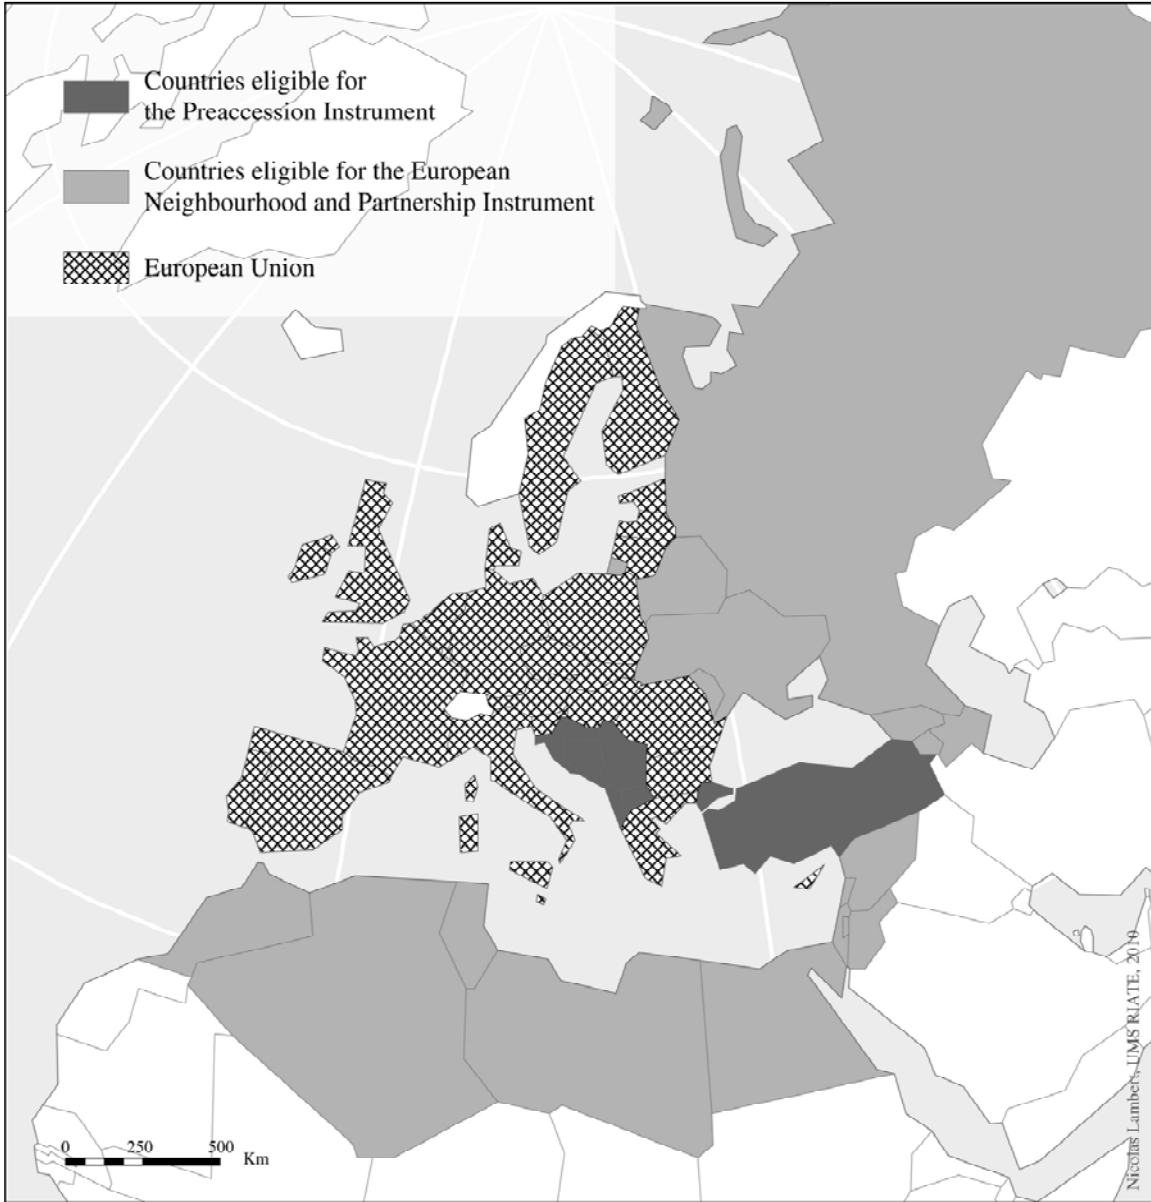 Countries eligible for
the Preaccession Instrument
Countries eligible for the European
Neighbourhood and Partnership Instrument
European Union
0 250 500
Km
Nicolas Lambert, UMS RIATE, 2010